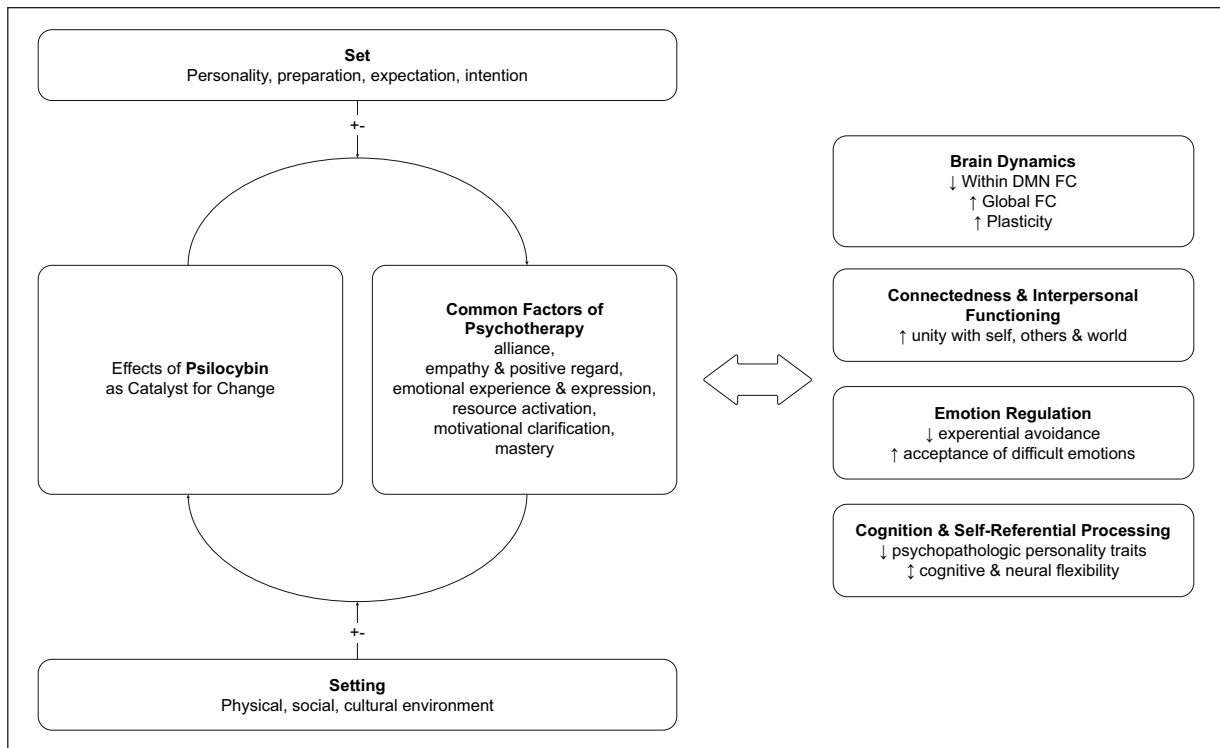 Set
Personality, preparation, expectation, intention
+-
Effects of Psilocybin
as Catalyst for Change
Common Factors of
Psychotherapy
alliance,
empathy & positive regard,
emotional experience & expression,
resource activation,
motivational clarification,
mastery
+-
Setting
Physical, social, cultural environment
Brain Dynamics
↓ Within DMN FC
↑ Global FC
↑ Plasticity
Connectedness & Interpersonal
Functioning
↑ unity with self, others & world
Emotion Regulation
↓ experential avoidance
↑ acceptance of difficult emotions
Cognition & Self-Referential Processing
↓ psychopathologic personality traits
↕ cognitive & neural flexibility